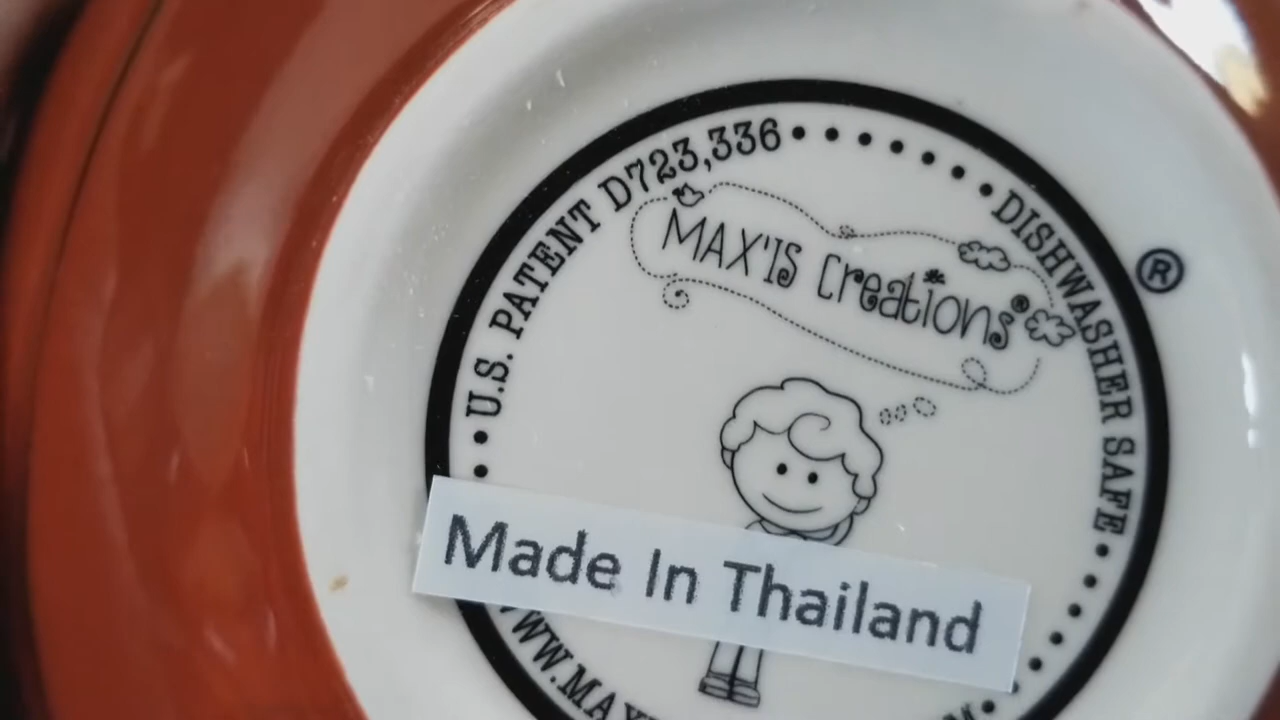 U.S. PATENT D723,336
DISHWASHER SAFE
®
MAX'IS Creations®
Made In Thailand